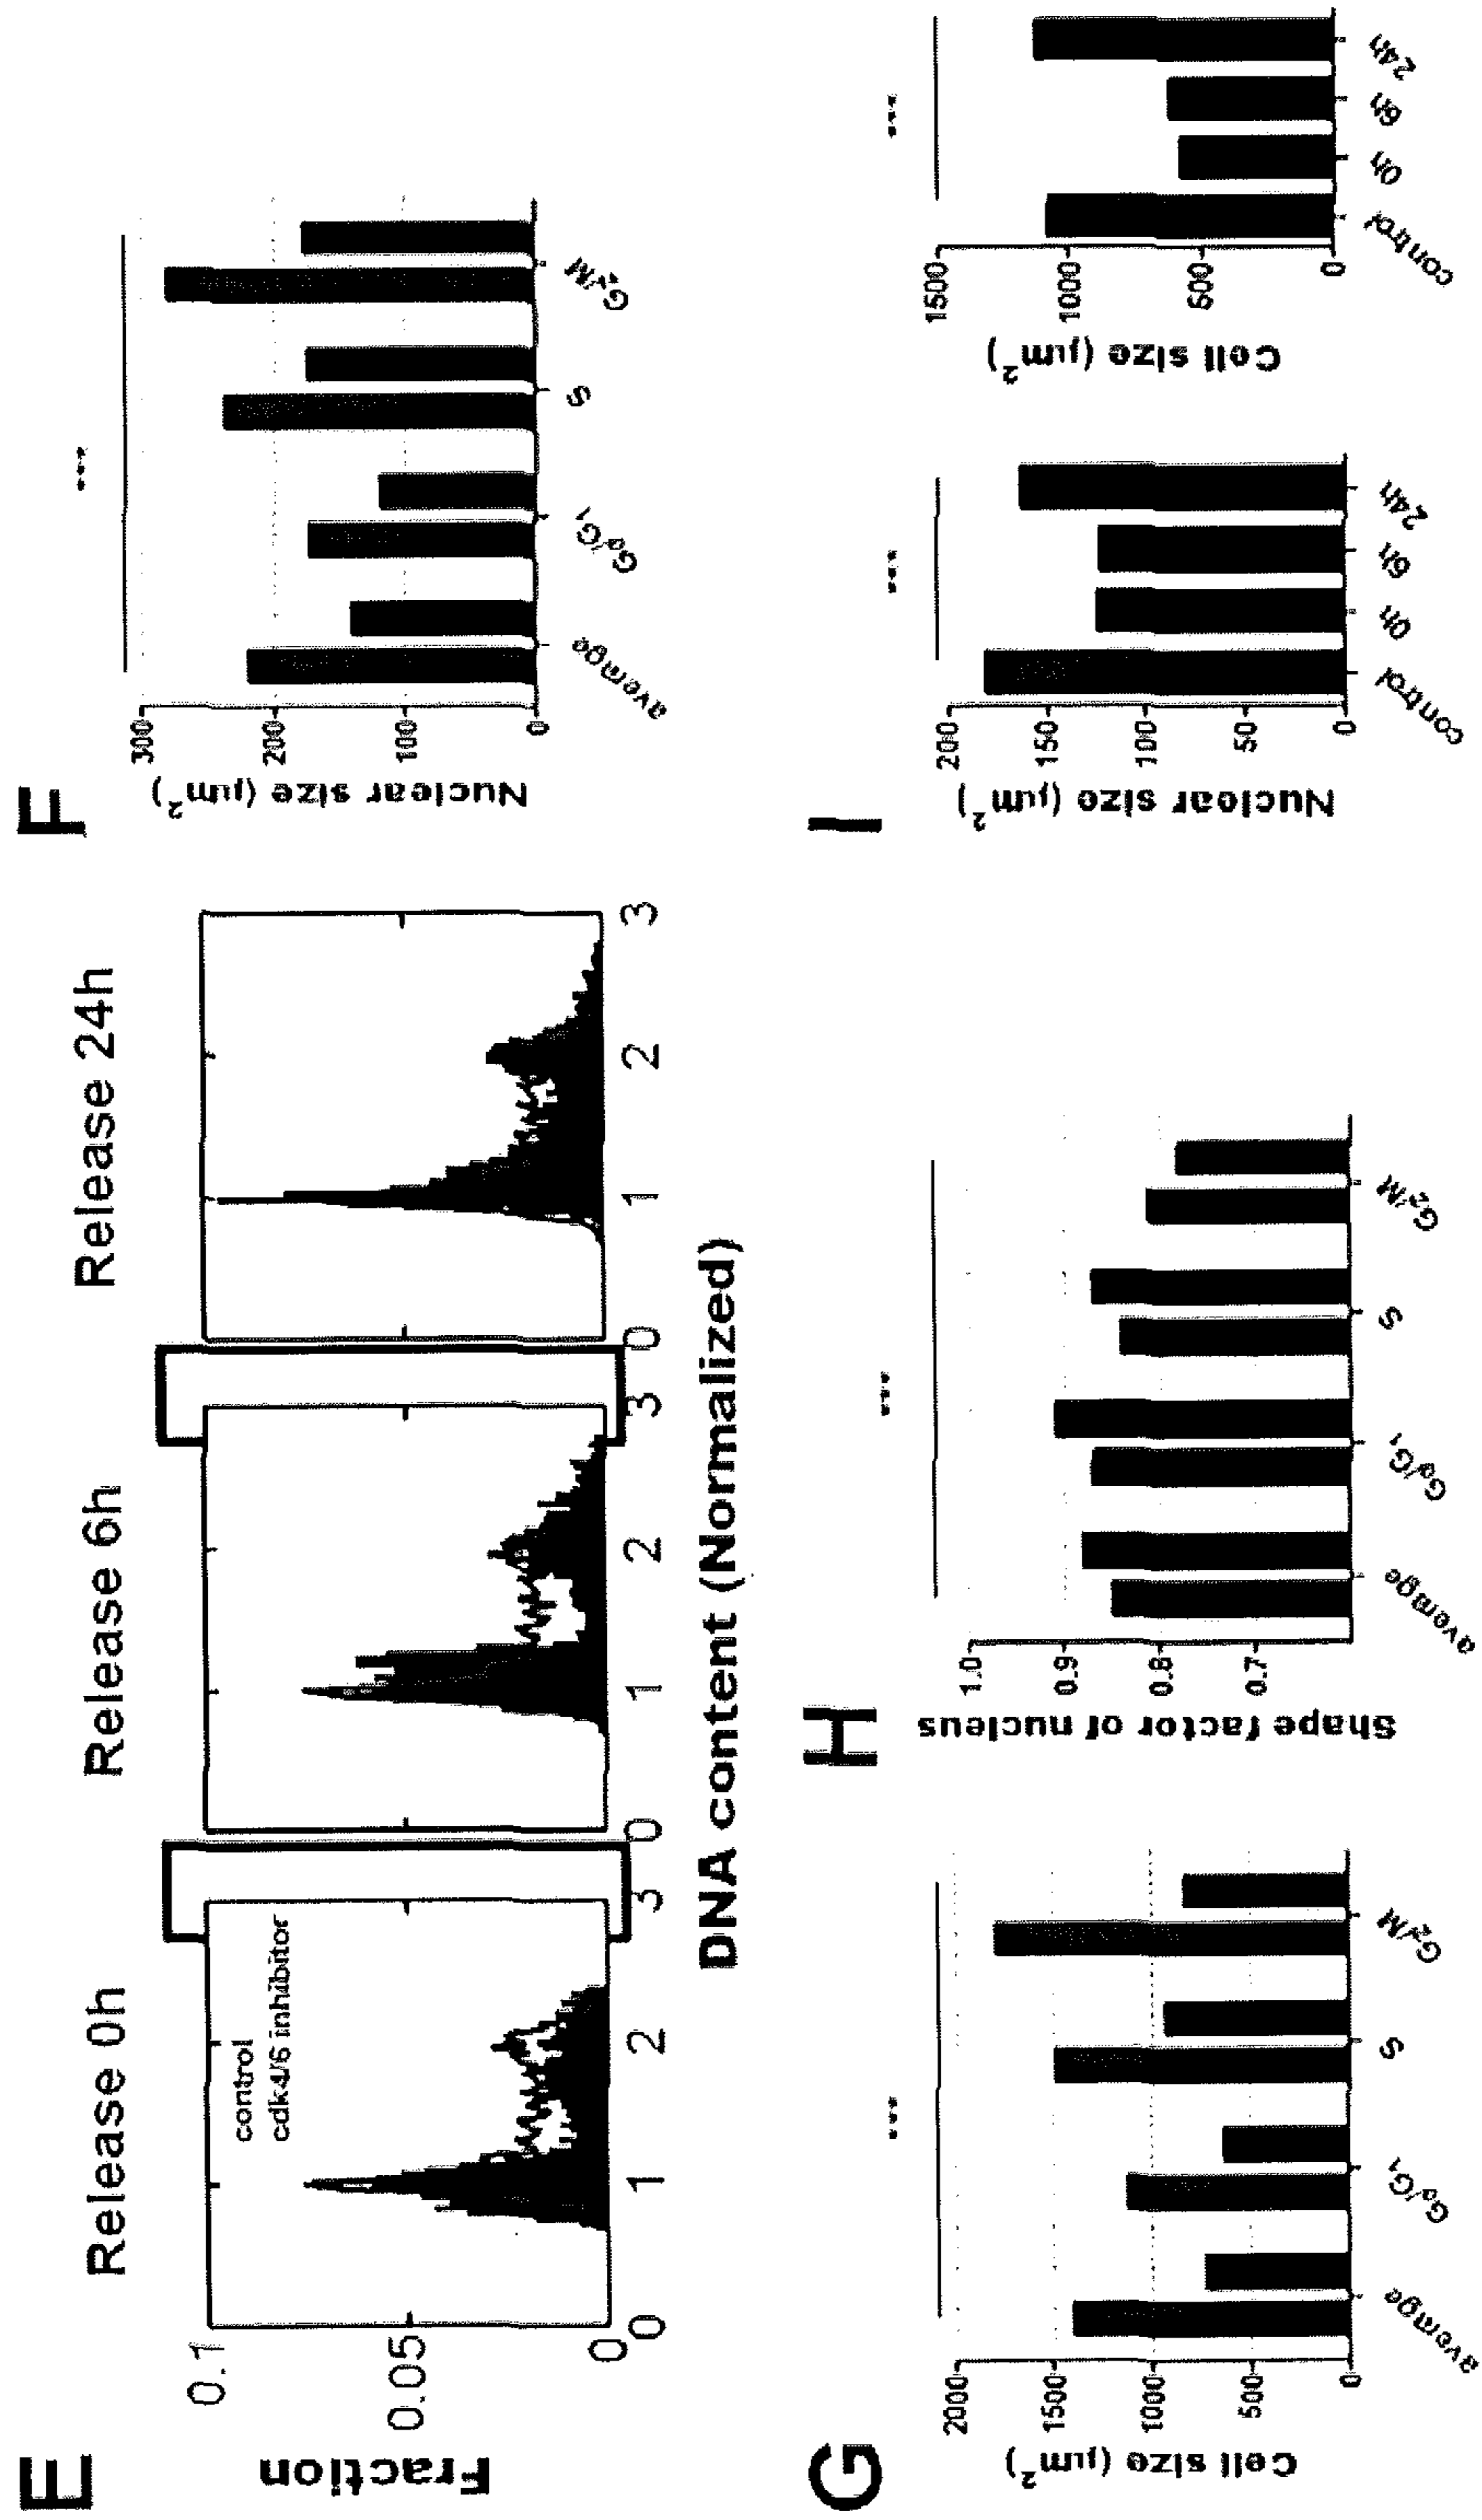 E
Release 0h
Release 6h
Release 24h
Fraction
0.1
0.05
0
control
cdk4/6 inhibitor
0 1 2 3
0 1 2 3
0 1 2 3
DNA content (Normalized)
F
***
Nuclear size (µm²)
300
200
100
0
average G₀/G₁ S G₂/M
G
***
Cell size (µm²)
2000
1500
1000
500
0
average G₀/G₁ S G₂/M
H
***
Shape factor of nucleus
1.0
0.9
0.8
0.7
average G₀/G₁ S G₂/M
I
***
Nuclear size (µm²)
200
150
100
50
0
control 0h 6h 24h
***
Cell size (µm²)
1500
1000
500
0
control 0h 6h 24h